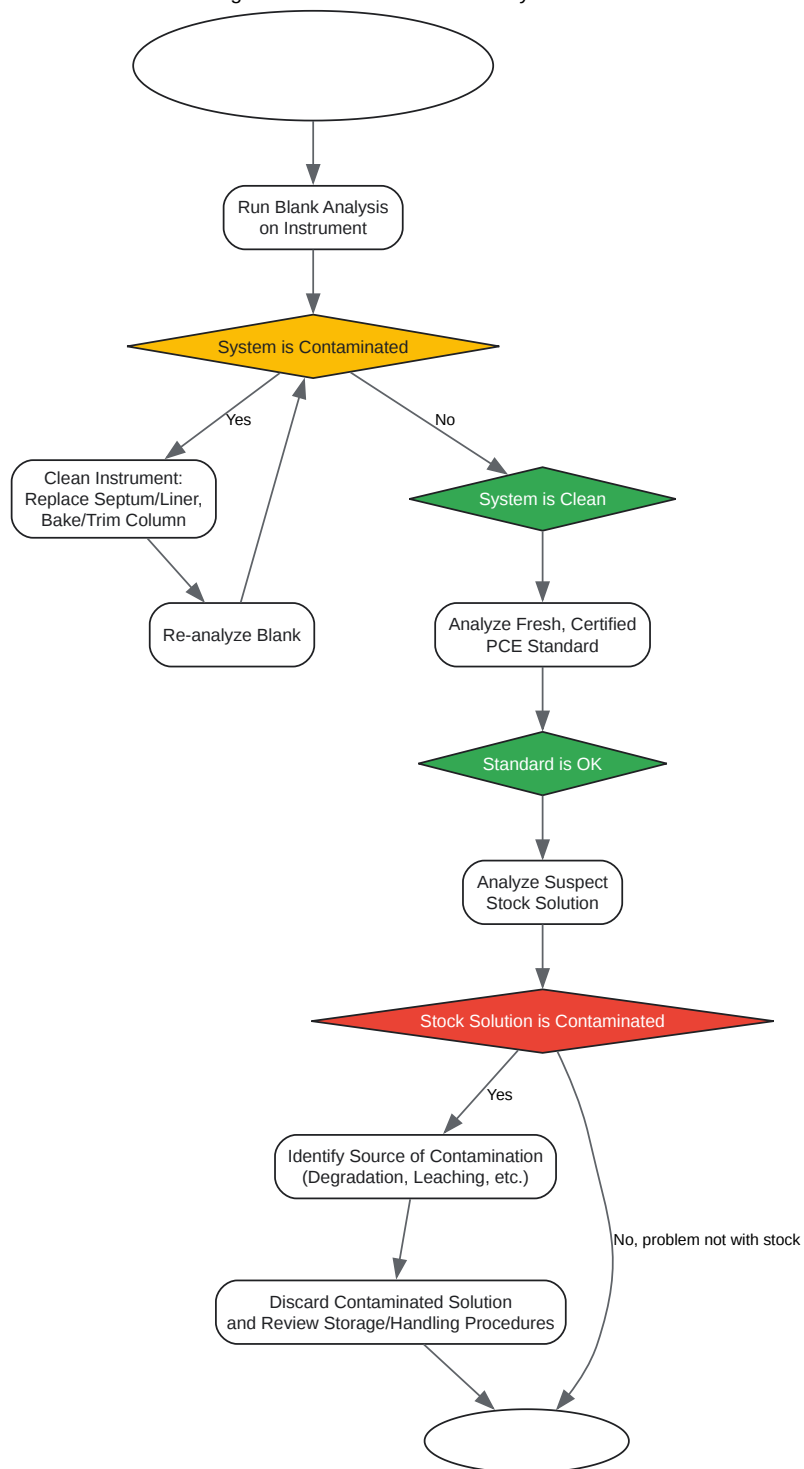 Run Blank Analysis
on Instrument
System is Contaminated
Yes
No
Clean Instrument:
Replace Septum/Liner,
Bake/Trim Column
System is Clean
Re-analyze Blank
Analyze Fresh, Certified
PCE Standard
Standard is OK
Analyze Suspect
Stock Solution
Stock Solution is Contaminated
Yes
Identify Source of Contamination
(Degradation, Leaching, etc.)
No, problem not with stock
Discard Contaminated Solution
and Review Storage/Handling Procedures